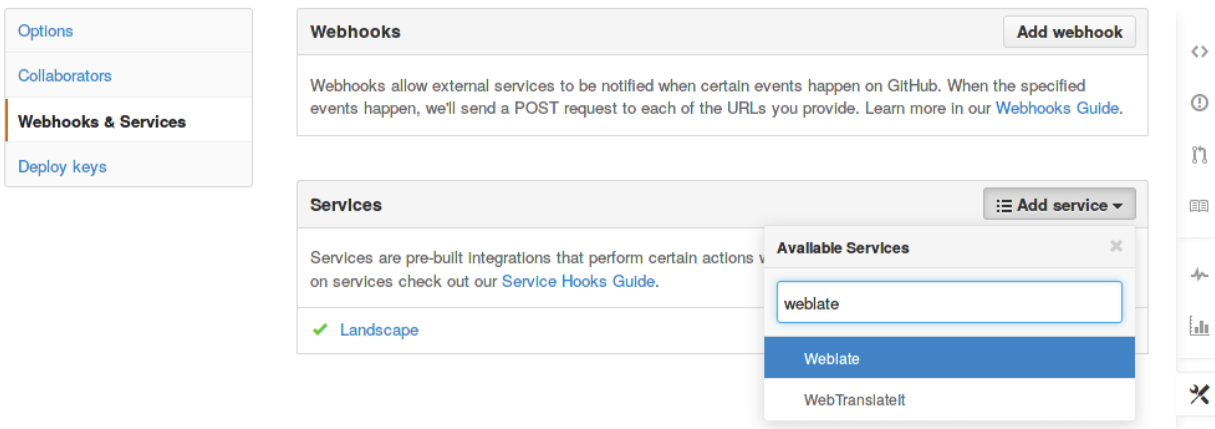 Options
Collaborators
Webhooks & Services
Deploy keys
Webhooks
Add webhook
Webhooks allow external services to be notified when certain events happen on GitHub. When the specified
events happen, we'll send a POST request to each of the URLs you provide. Learn more in our Webhooks Guide.
Services
Add service
Services are pre-built integrations that perform certain actions
on services check out our Service Hooks Guide.
Landscape
Available Services
weblate
Weblate
WebTranslateIt